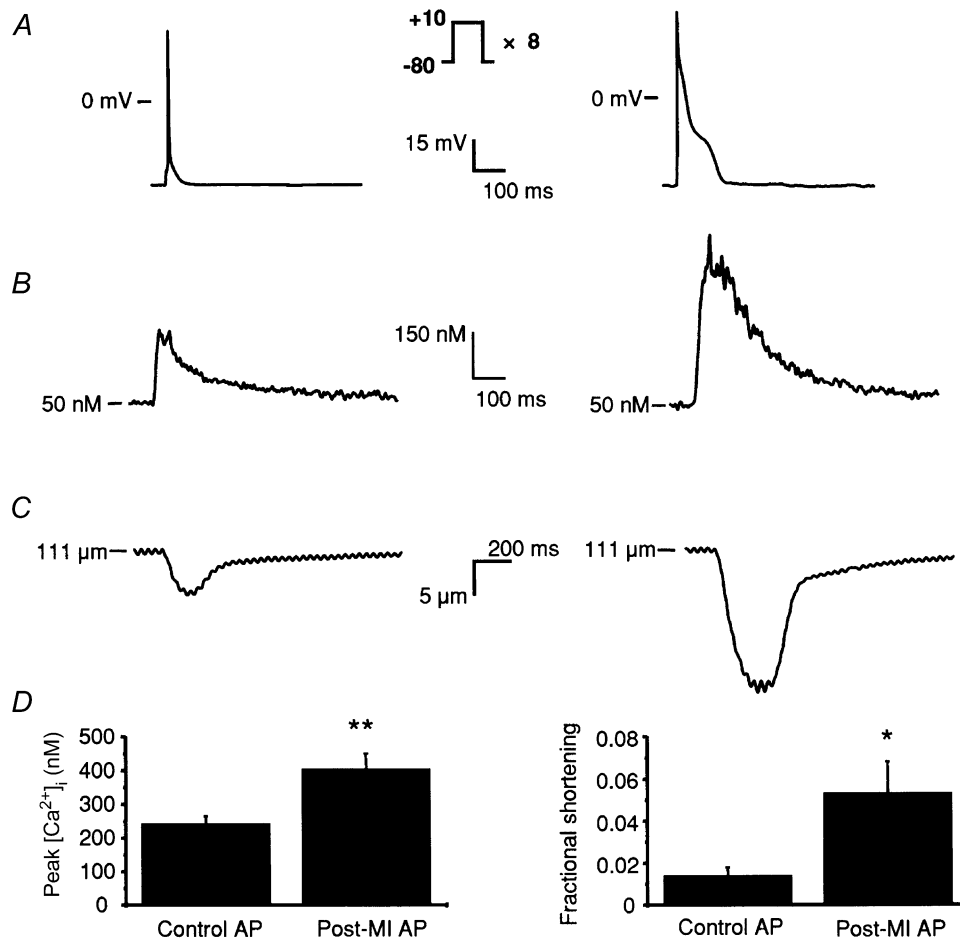 A
+10
-80
× 8
0 mV
0 mV
15 mV
100 ms
B
150 nM
100 ms
50 nM
50 nM
C
111 µm
200 ms
5 µm
111 µm
D
Peak [Ca2+]i (nM)
500
400
300
200
100
0
**
Control AP
Post-MI AP
Fractional shortening
0.08
0.06
0.04
0.02
0
*
Control AP
Post-MI AP